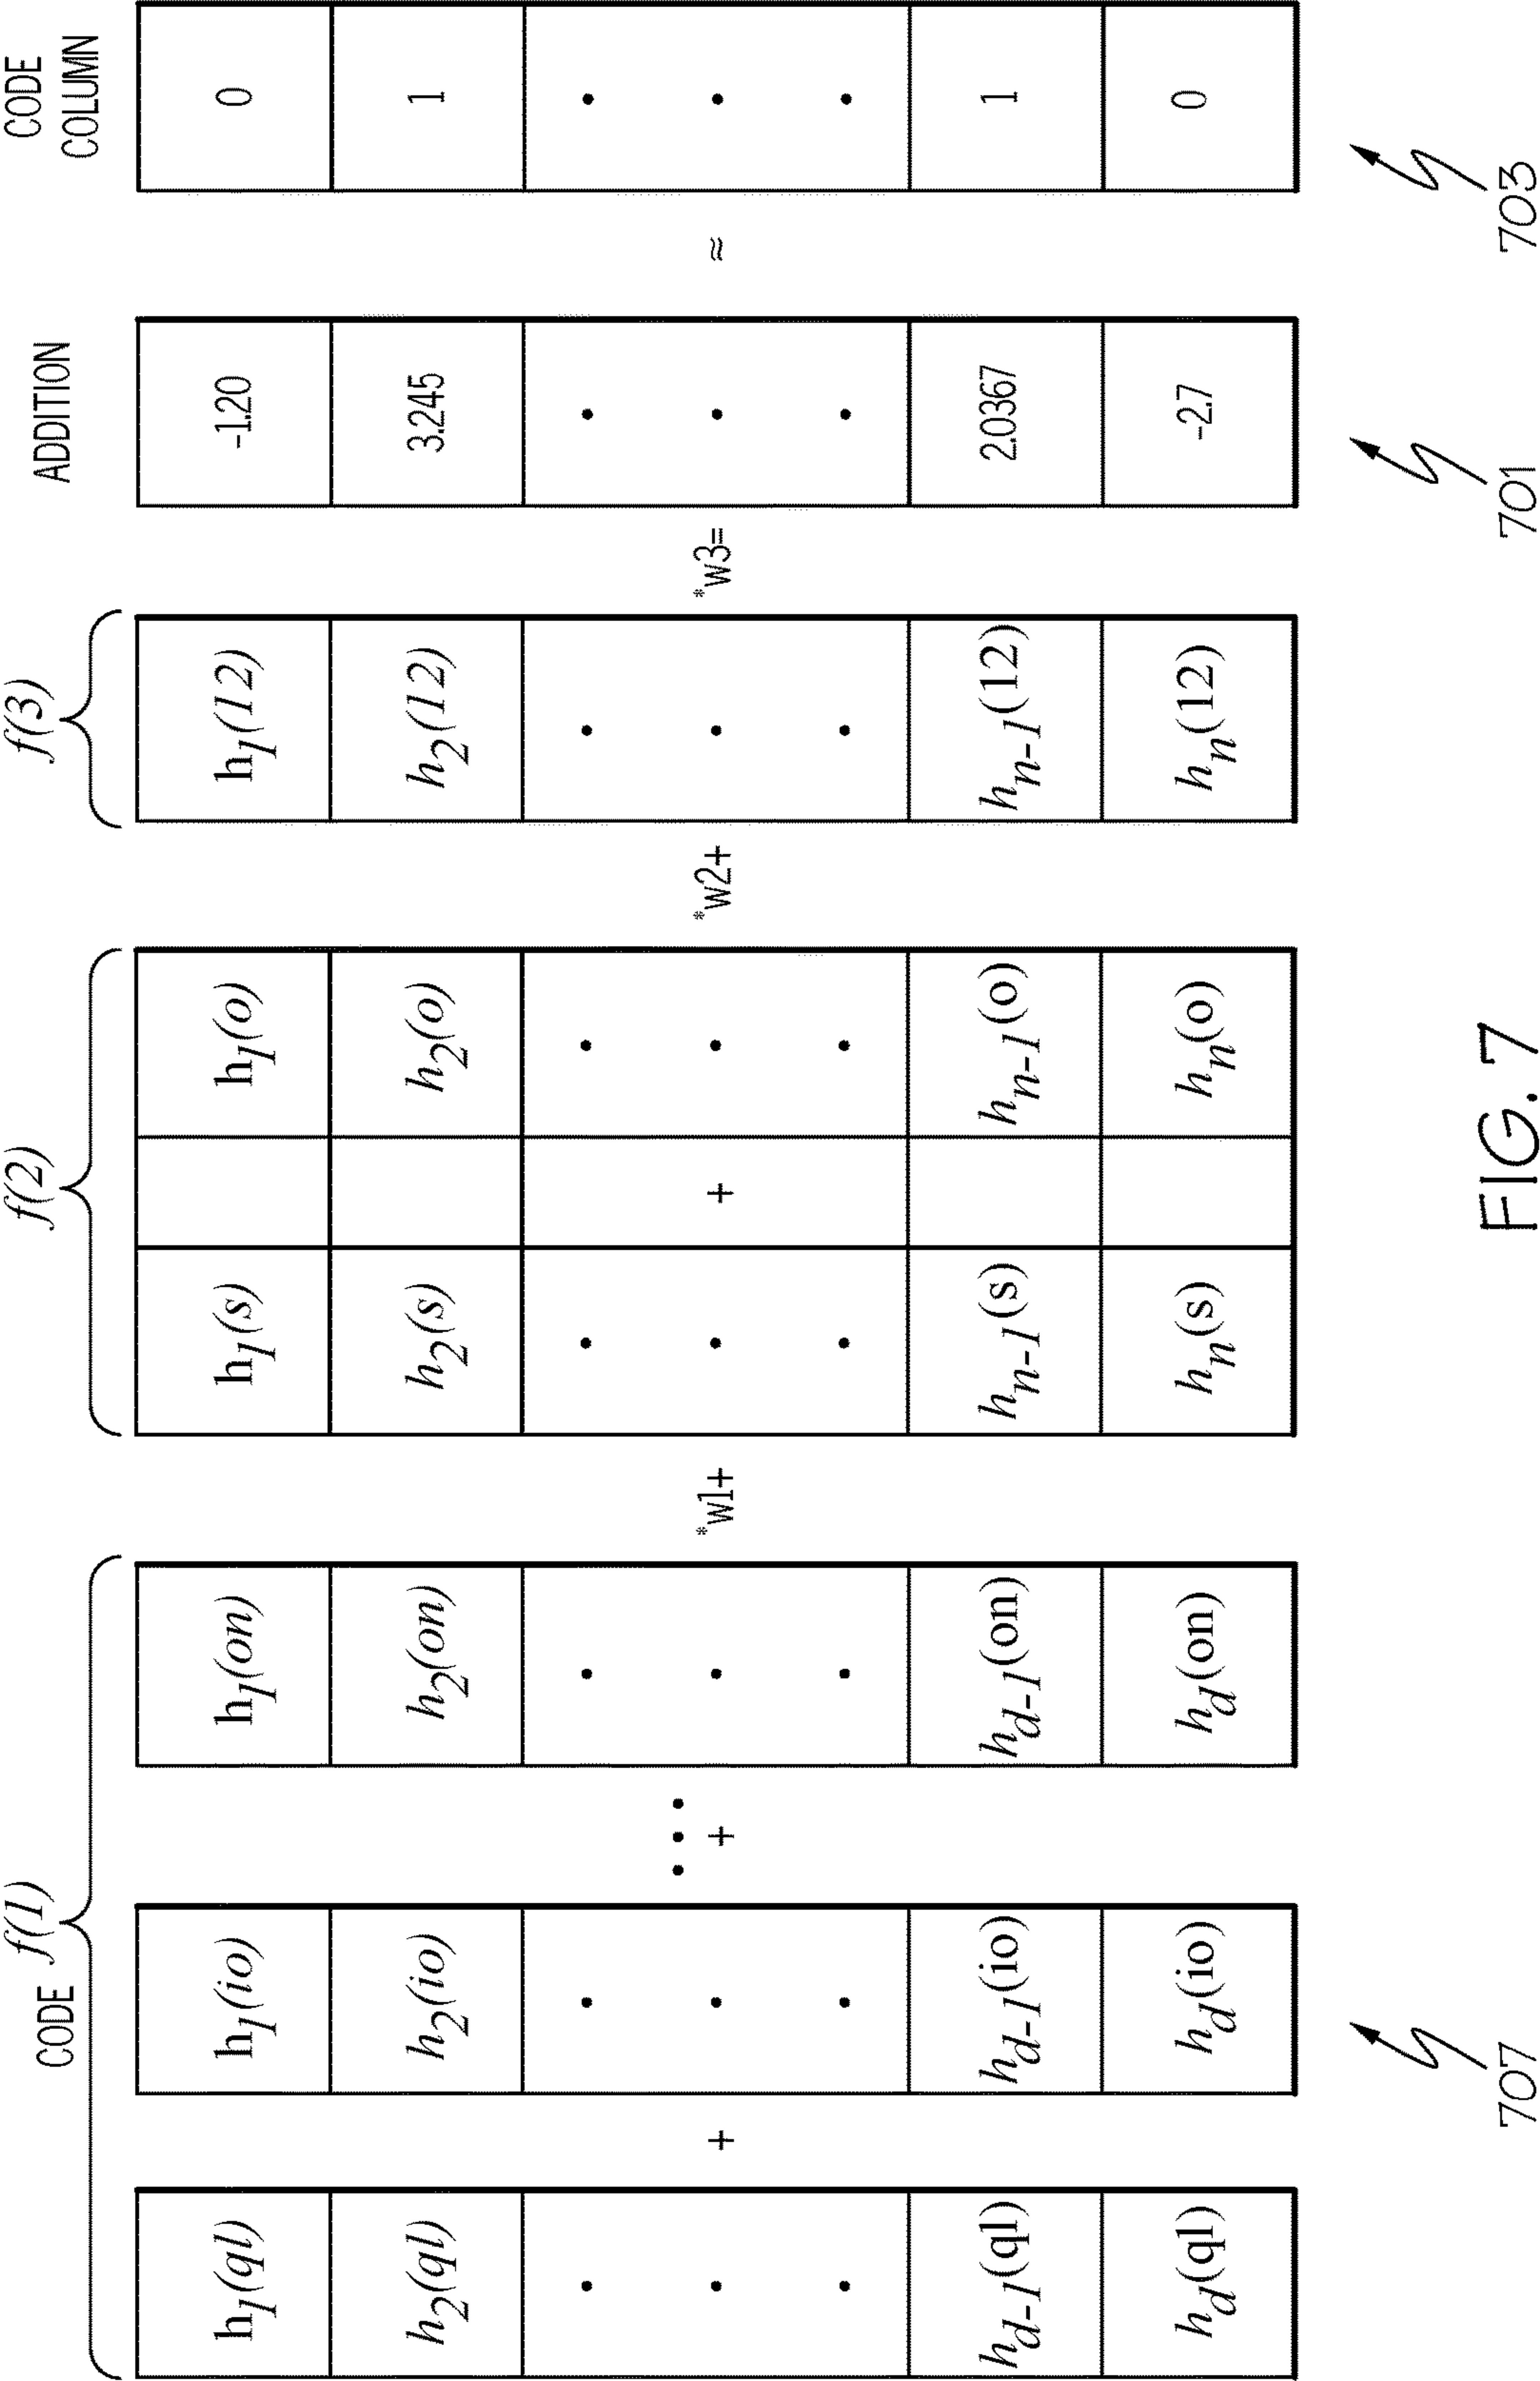 CODE f(1) f(2) f(3) ADDITION CODE COLUMN
h1(ql) h1(io) h1(on) h1(s) h1(o) h1(12) -1.20 0
h2(ql) h2(io) h2(on) h2(s) h2(o) h2(12) 3.245 1
+ + *w1+ + *w2+ *w3= ≈
hd-1(ql) hd-1(io) hd-1(on) hn-1(s) hn-1(o) hn-1(12) 2.0367 1
hd(ql) hd(io) hd(on) hn(s) hn(o) hn(12) -2.7 0
707 701 703
FIG. 7